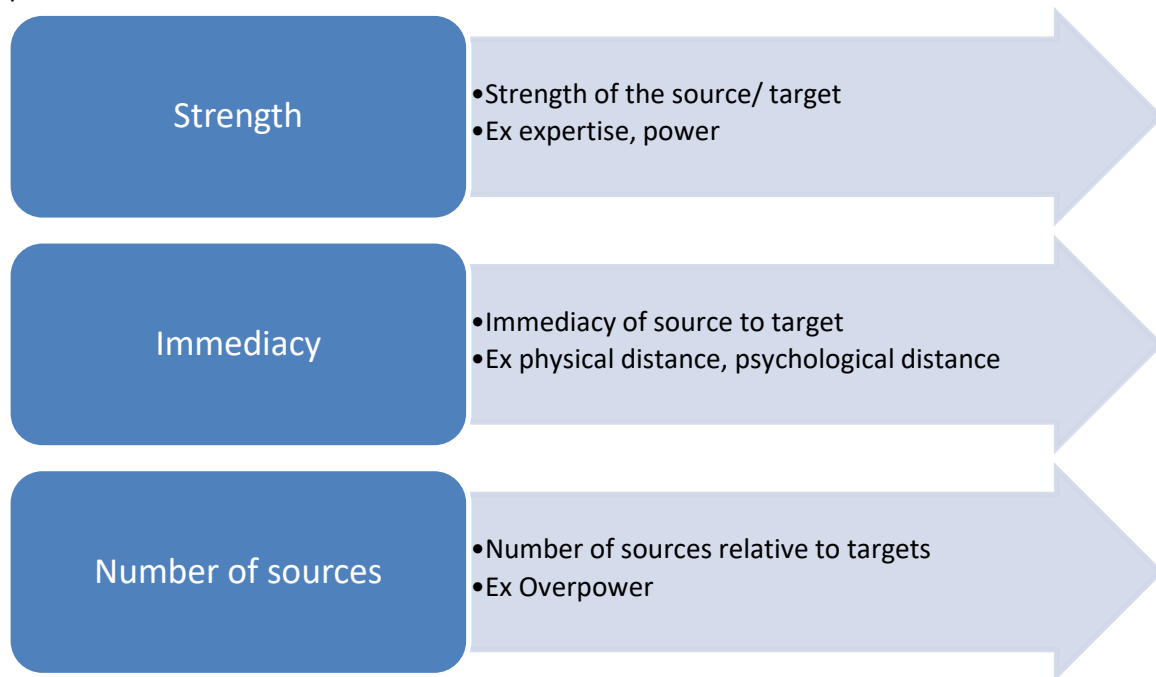 Strength
•Strength of the source/ target
•Ex expertise, power
Immediacy
•Immediacy of source to target
•Ex physical distance, psychological distance
Number of sources
•Number of sources relative to targets
•Ex Overpower